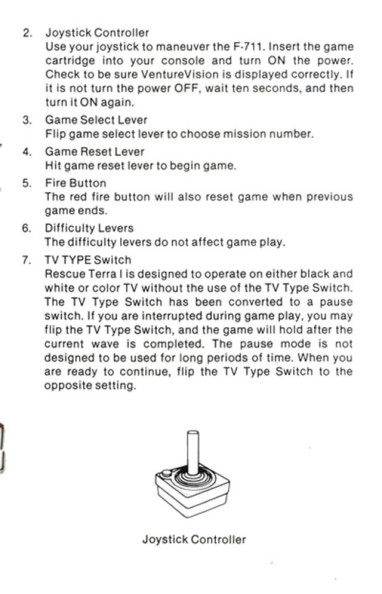 2. Joystick Controller
Use your joystick to maneuver the F-711. Insert the game
cartridge into your console and turn ON the power.
Check to be sure VentureVision is displayed correctly. If
it is not turn the power OFF, wait ten seconds, and then
turn it ON again.
3. Game Select Lever
Flip game select lever to choose mission number.
4. Game Reset Lever
Hit game reset lever to begin game.
5. Fire Button
The red fire button will also reset game when previous
game ends.
6. Difficulty Levers
The difficulty levers do not affect game play.
7. TV TYPE Switch
Rescue Terra I is designed to operate on either black and
white or color TV without the use of the TV Type Switch.
The TV Type Switch has been converted to a pause
switch. If you are interrupted during game play, you may
flip the TV Type Switch, and the game will hold after the
current wave is completed. The pause mode is not
designed to be used for long periods of time. When you
are ready to continue, flip the TV Type Switch to the
opposite setting.
Joystick Controller